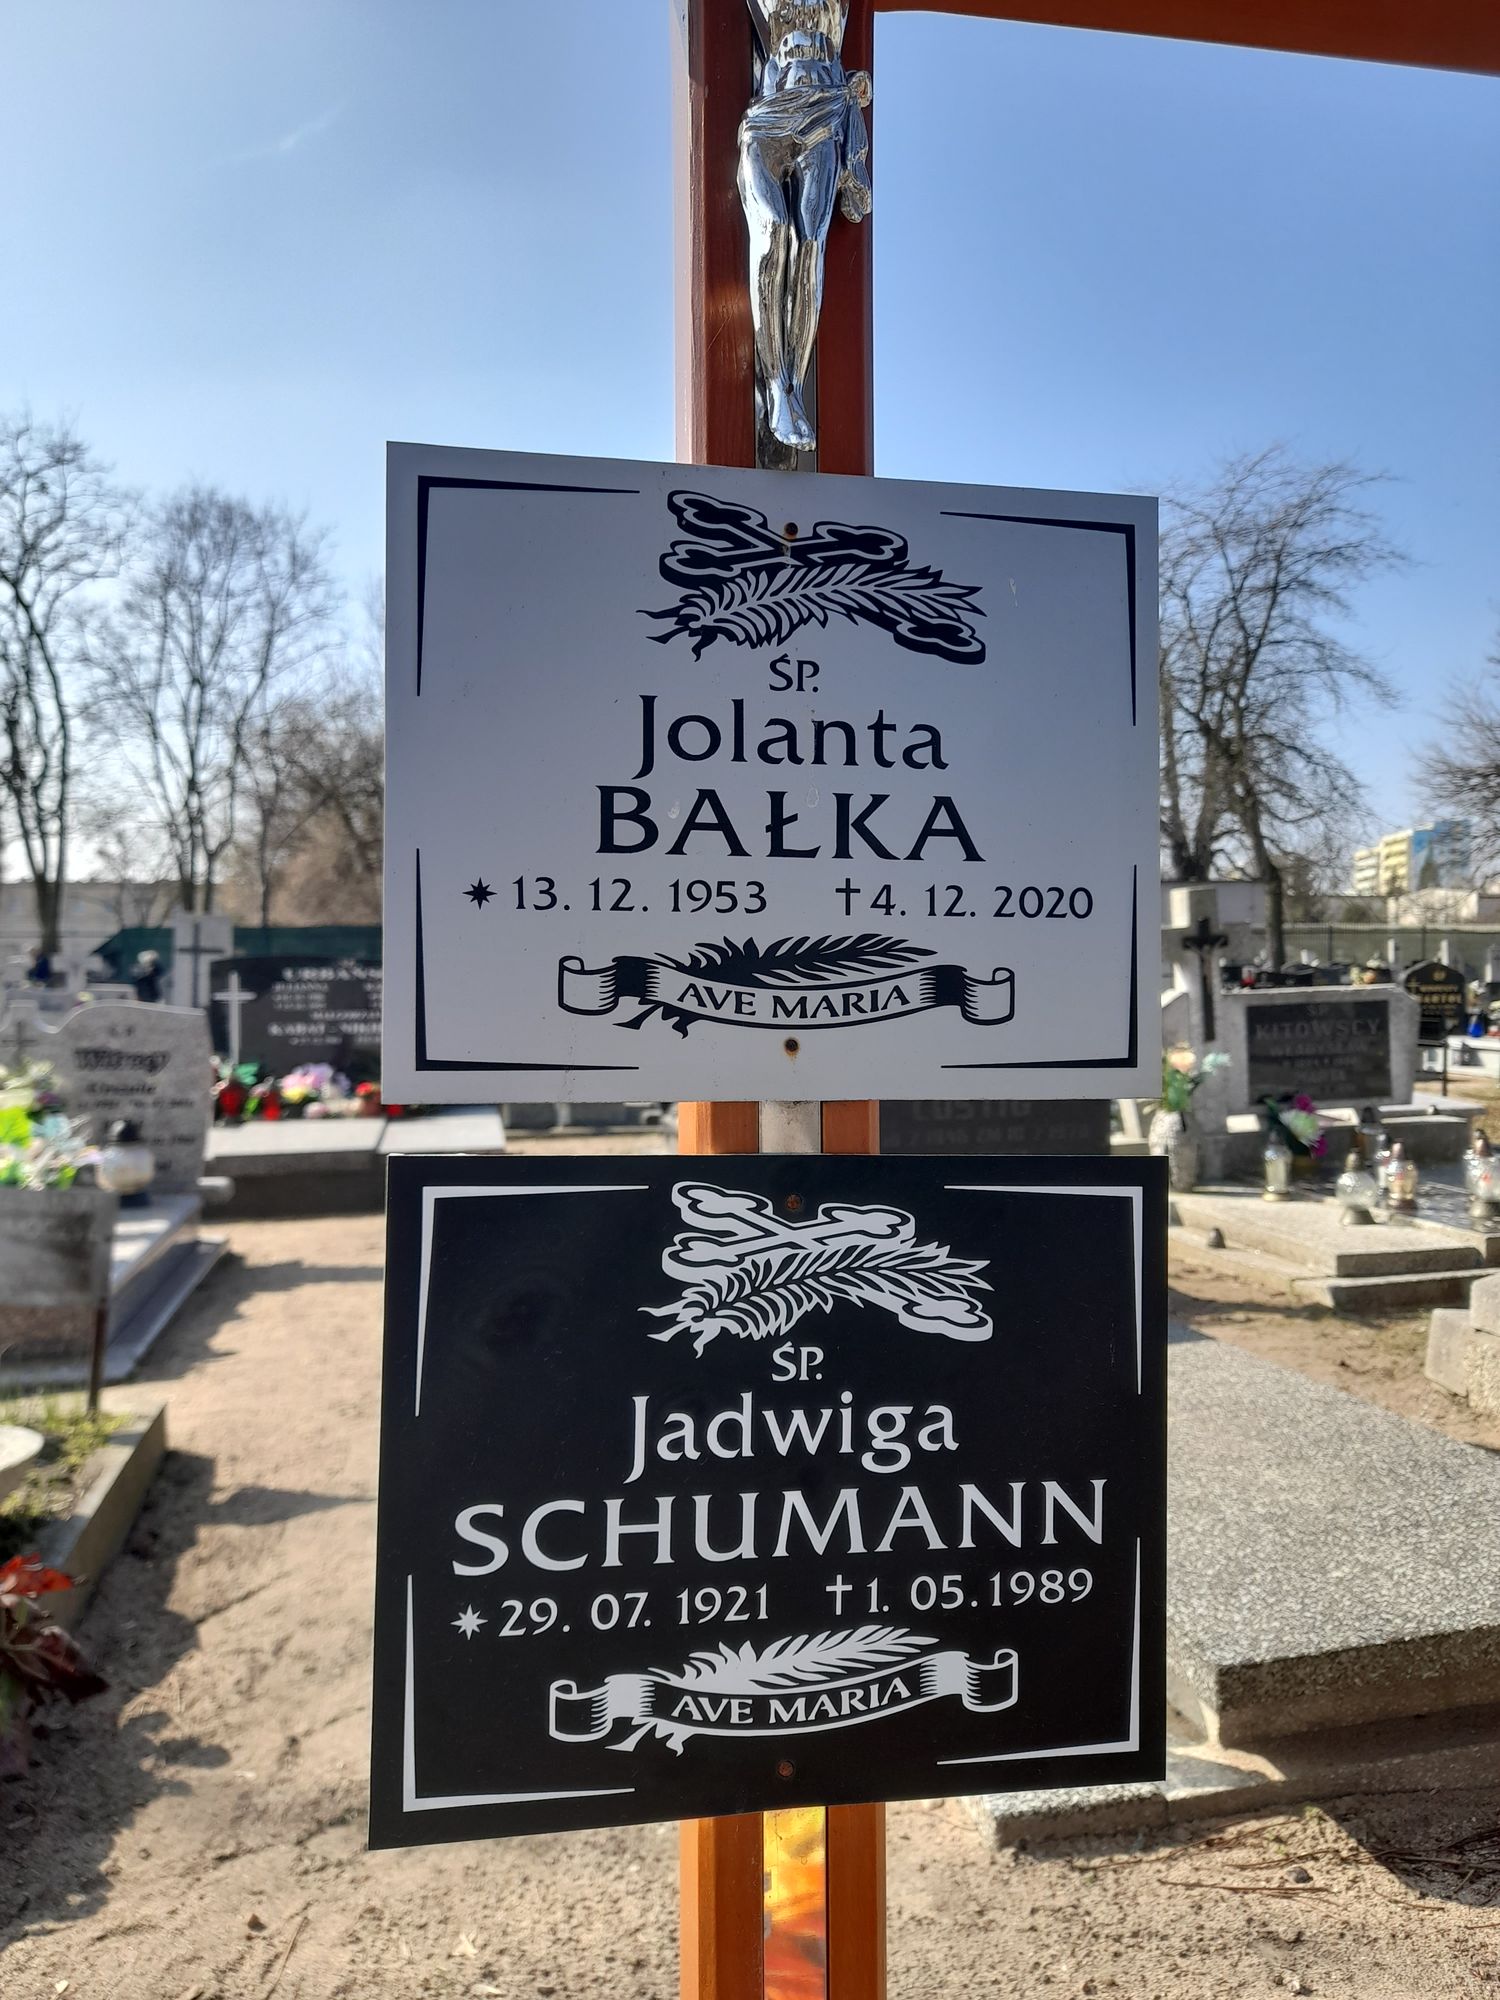 ŚP.
Jolanta
BAŁKA
✷ 13. 12. 1953 †4. 12. 2020
AVE MARIA
ŚP.
Jadwiga
SCHUMANN
✷ 29. 07. 1921 †1. 05. 1989
AVE MARIA
KITOWSCY